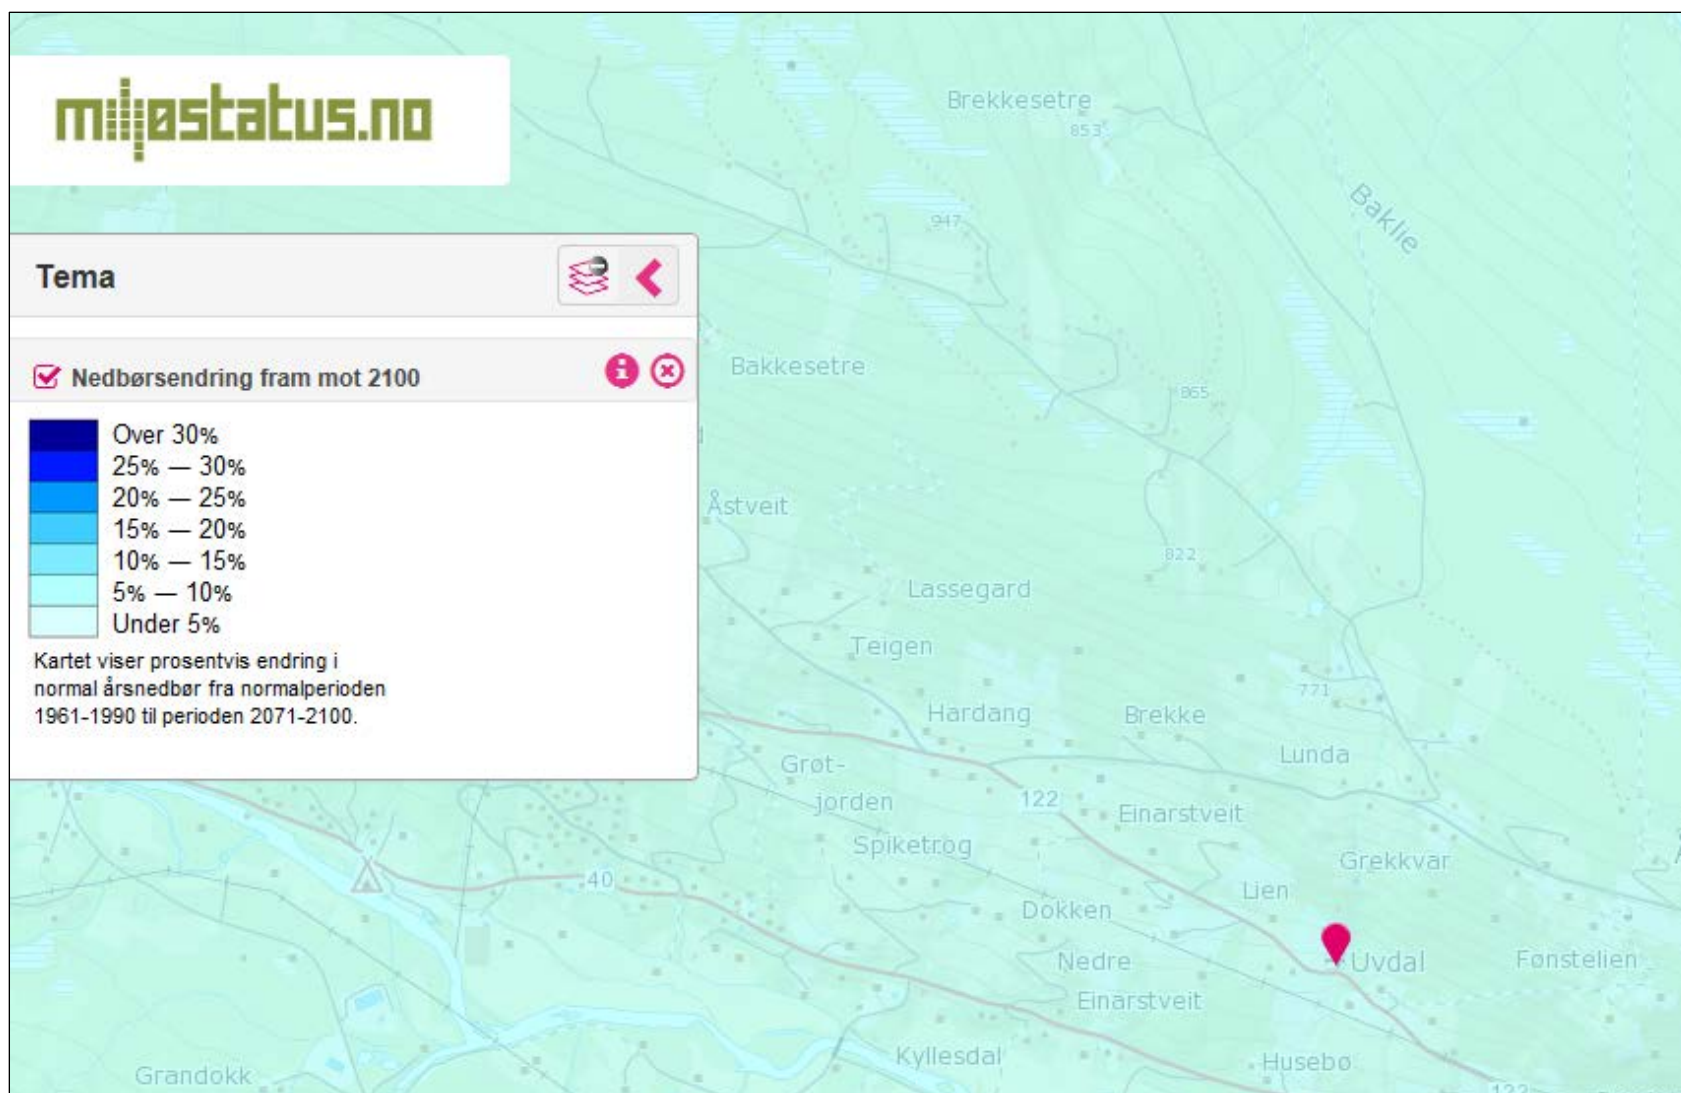 miljøstatus.no
Tema
Nedbørsendring fram mot 2100
Over 30%
25% — 30%
20% — 25%
15% — 20%
10% — 15%
5% — 10%
Under 5%
Kartet viser prosentvis endring i
normal årsnedbør fra normalperioden
1961-1990 til perioden 2071-2100.
Brekkesetre
853
Baklie
947
Bakkesetre
865
Åstveit
822
Lassegard
Teigen
771
Hardang
Brekke
Lunda
Grøt-
jorden
122
Einarstveit
Spiketrog
Grekkvar
40
Lien
Dokken
Nedre
Einarstveit
Uvdal
Fønstelien
Kyllesdal
Husebø
Grandokk
122